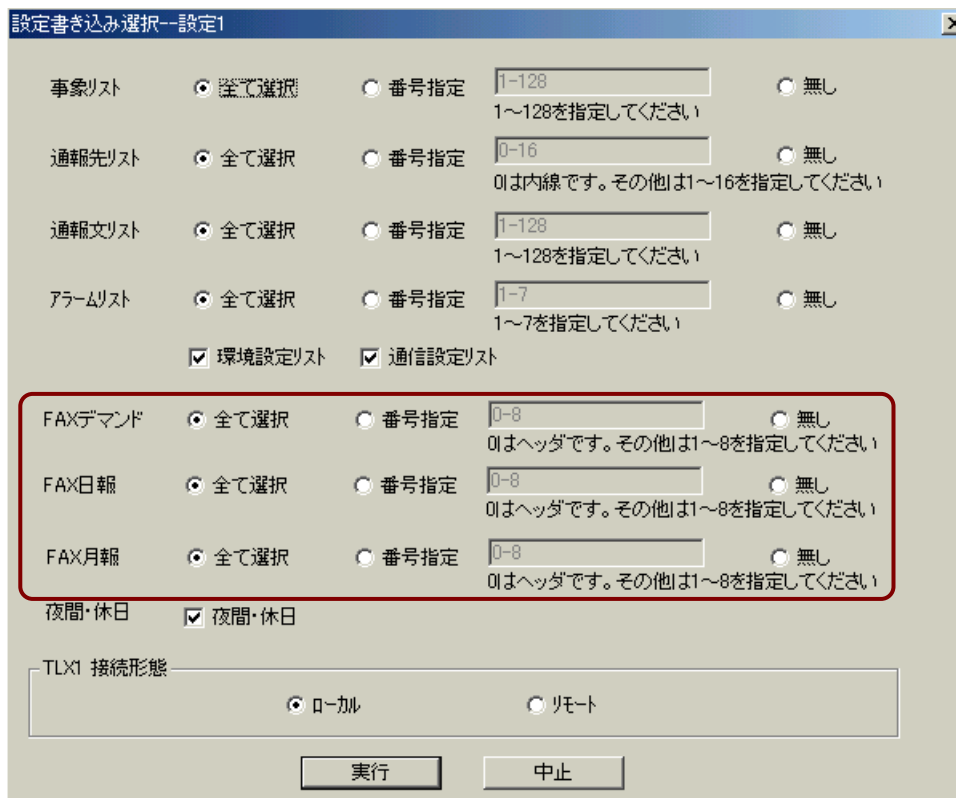 設定書き込み選択--設定1
事象リスト 全て選択 番号指定 1-128 無し
1～128を指定してください
通報先リスト 全て選択 番号指定 0-16 無し
0は内線です。その他は1～16を指定してください
通報文リスト 全て選択 番号指定 1-128 無し
1～128を指定してください
アラームリスト 全て選択 番号指定 1-7 無し
1～7を指定してください
環境設定リスト 通信設定リスト
FAXデマンド 全て選択 番号指定 0-8 無し
0はヘッダです。その他は1～8を指定してください
FAX日報 全て選択 番号指定 0-8 無し
0はヘッダです。その他は1～8を指定してください
FAX月報 全て選択 番号指定 0-8 無し
0はヘッダです。その他は1～8を指定してください
夜間・休日 夜間・休日
TLX1 接続形態
ローカル リモート
実行 中止